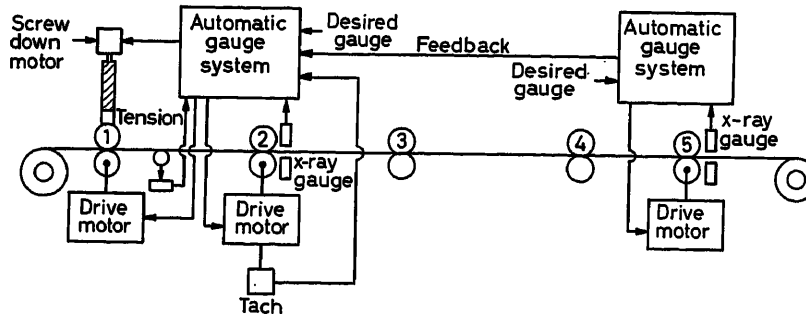 Screw
down
motor
Automatic
gauge
system
Desired
gauge
Feedback
Desired
gauge
Automatic
gauge
system
Tension
x-ray
gauge
1
2
3
4
5
x-ray
gauge
Drive
motor
Drive
motor
Drive
motor
Tach